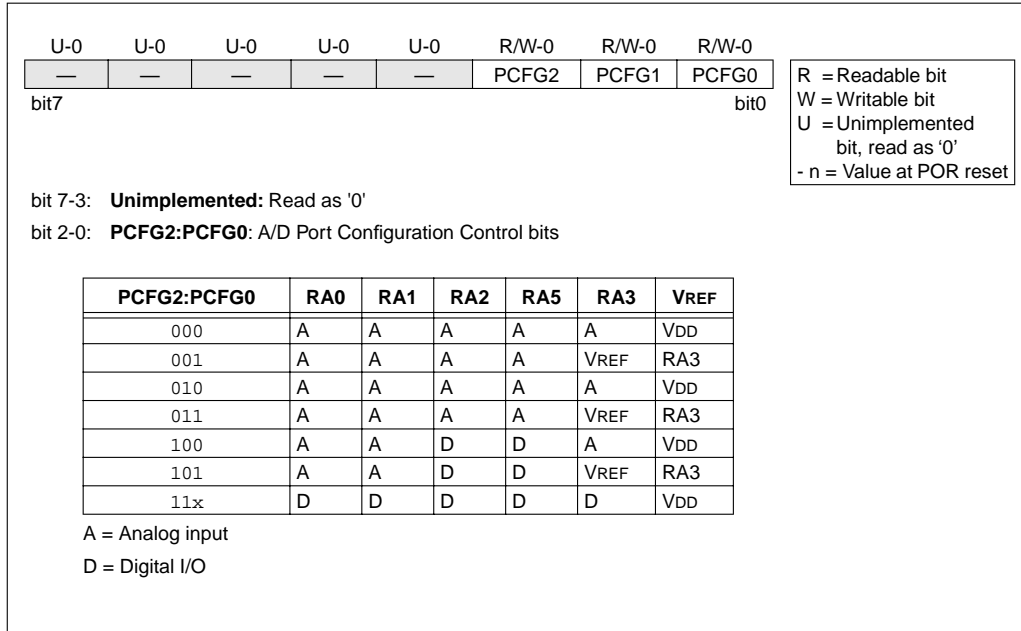 U-0 U-0 U-0 U-0 U-0 R/W-0 R/W-0 R/W-0
— — — — — PCFG2 PCFG1 PCFG0
bit7 bit0
R = Readable bit
W = Writable bit
U = Unimplemented
bit, read as ‘0’
- n = Value at POR reset
bit 7-3: Unimplemented: Read as '0'
bit 2-0: PCFG2:PCFG0: A/D Port Configuration Control bits
PCFG2:PCFG0 RA0 RA1 RA2 RA5 RA3 VREF
000 A A A A A VDD
001 A A A A VREF RA3
010 A A A A A VDD
011 A A A A VREF RA3
100 A A D D A VDD
101 A A D D VREF RA3
11x D D D D D VDD
A = Analog input
D = Digital I/O